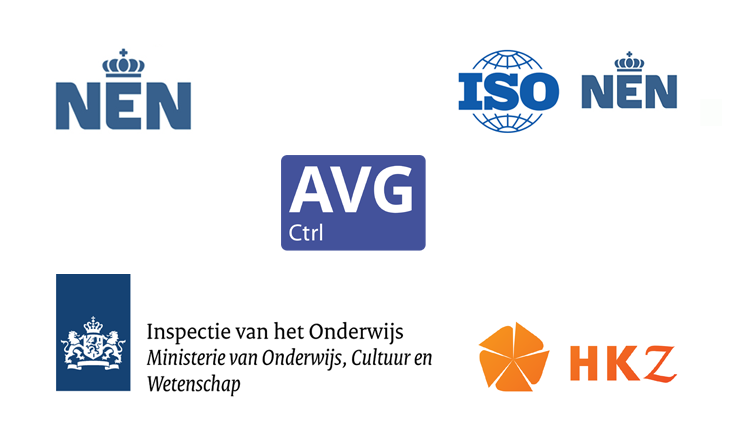 NEN
ISO NEN
AVG
Ctrl
Inspectie van het Onderwijs
Ministerie van Onderwijs, Cultuur en
Wetenschap
HKZ